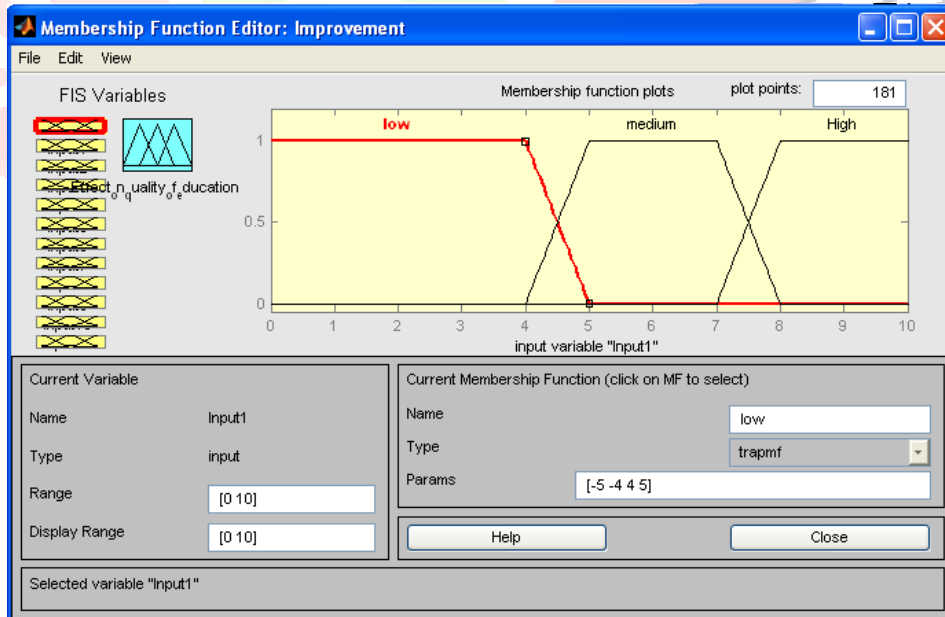 Membership Function Editor: Improvement
File Edit View
FIS Variables
Membership function plots
plot points:
181
Effect_on_quality_of_education
low
medium
High
1
0.5
0
0 1 2 3 4 5 6 7 8 9 10
input variable "Input1"
Current Variable
Name Input1
Type input
Range [0 10]
Display Range [0 10]
Current Membership Function (click on MF to select)
Name low
Type trapmf
Params [-5 -4 4 5]
Help
Close
Selected variable "Input1"